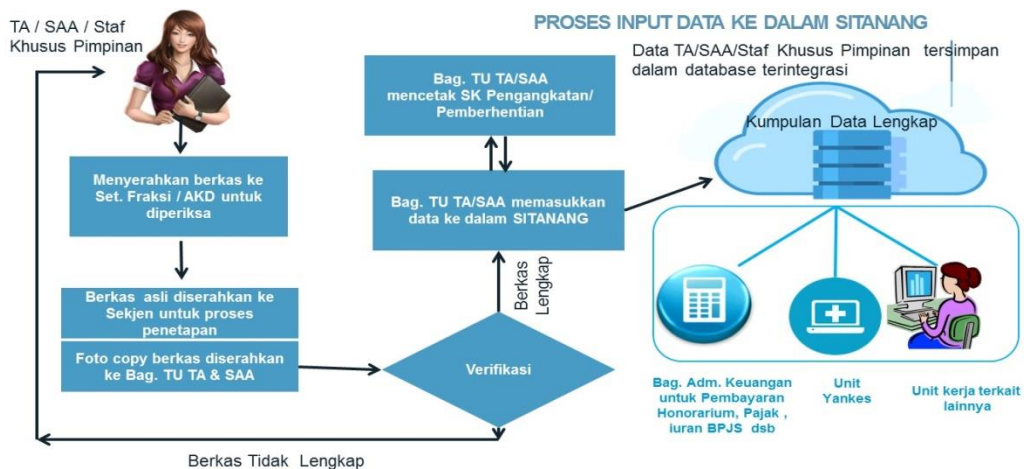 PROSES INPUT DATA KE DALAM SITANANG
TA / SAA / Staf
Khusus Pimpinan
Menyerahkan berkas ke
Set. Fraksi / AKD untuk
diperiksa
Berkas asli diserahkan ke
Sekjen untuk proses
penetapan
Foto copy berkas diserahkan
ke Bag. TU TA & SAA
Verifikasi
Berkas Tidak Lengkap
Berkas
Lengkap
Bag. TU TA/SAA memasukkan
data ke dalam SITANANG
Bag. TU TA/SAA
mencetak SK Pengangkatan/
Pemberhentian
Data TA/SAA/Staf Khusus Pimpinan tersimpan
dalam database terintegrasi
Kumpulan Data Lengkap
Bag. Adm. Keuangan
untuk Pembayaran
Honorarium, Pajak ,
iuran BPJS dsb
Unit
Yankes
Unit kerja terkait
lainnya